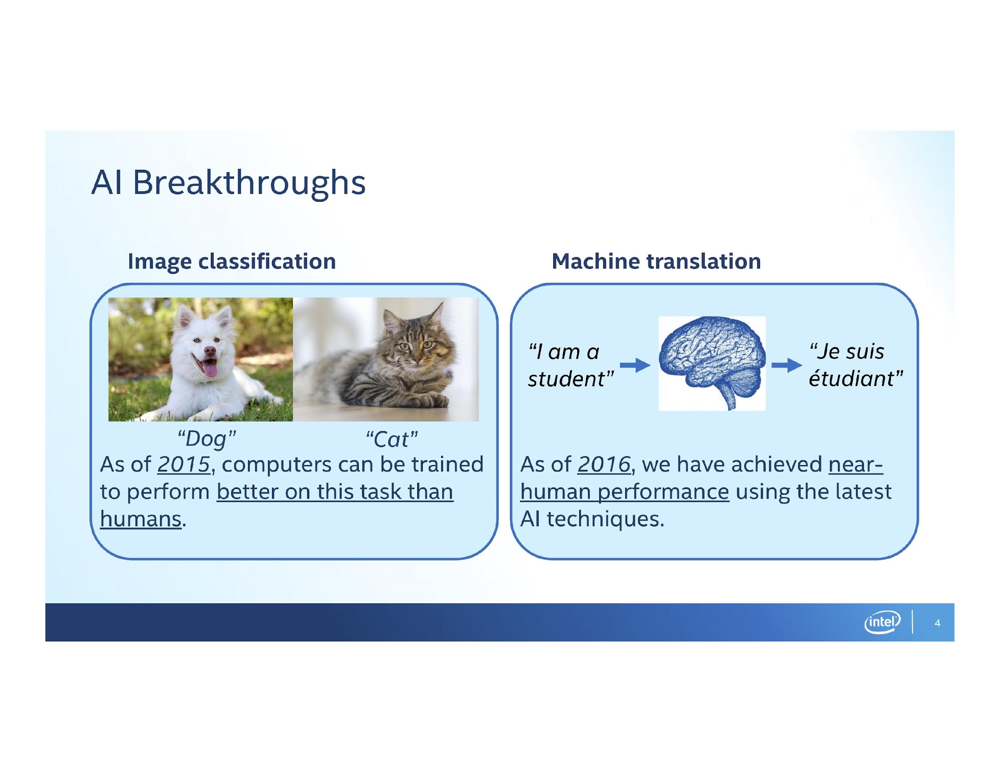 AI Breakthroughs
Image classification
“Dog”
“Cat”
As of 2015, computers can be trained
to perform better on this task than
humans.
Machine translation
“I am a
student”
“Je suis
étudiant”
As of 2016, we have achieved near-
human performance using the latest
AI techniques.
intel
4